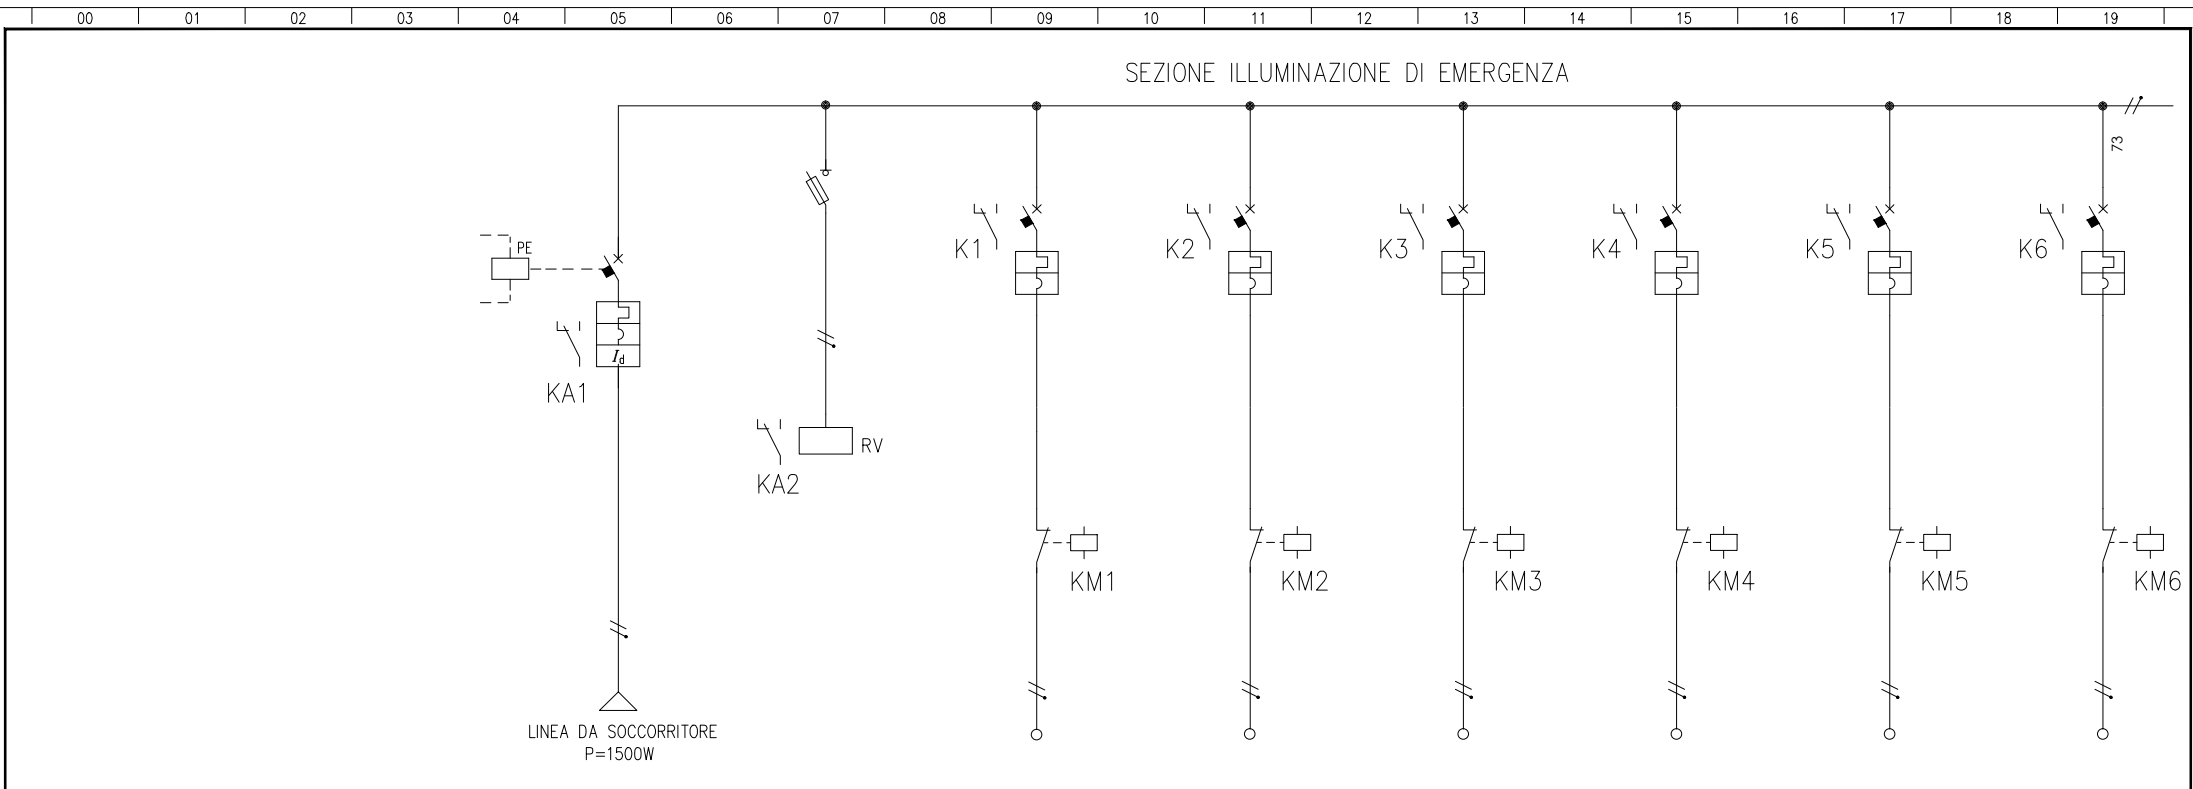 00 01 02 03 04 05 06 07 08 09 10 11 12 13 14 15 16 17 18 19
SEZIONE ILLUMINAZIONE DI EMERGENZA
73
K1 K2 K3 K4 K5 K6
PE
Id
KA1
RV
KA2
KM1 KM2 KM3 KM4 KM5 KM6
LINEA DA SOCCORRITORE
P=1500W